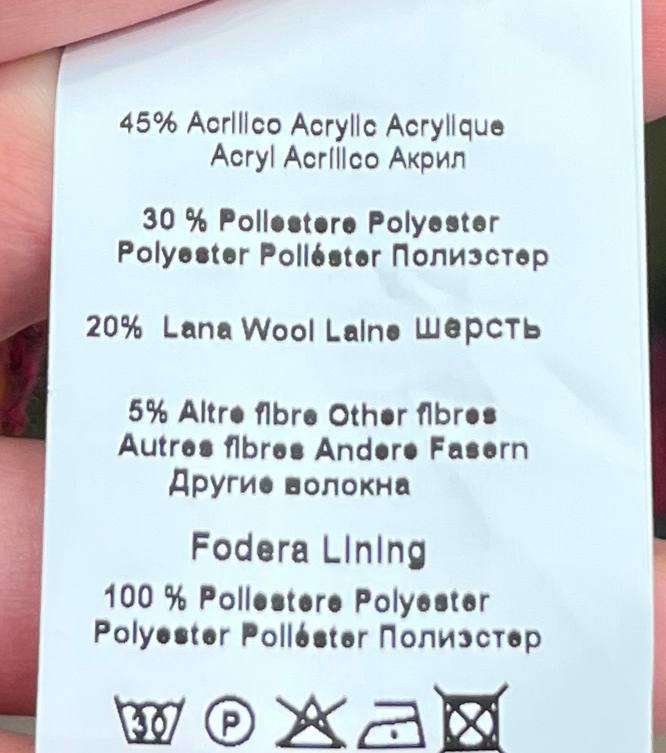 45% Acrilico Acrylic Acrylique
Acryl Acrílico Акрил
30 % Poliestere Polyester
Polyester Poliéster Полиэстер
20% Lana Wool Laine шерсть
5% Altre fibre Other fibres
Autres fibres Andere Fasern
Другие волокна
Fodera Lining
100 % Poliestere Polyester
Polyester Poliéster Полиэстер
30 P